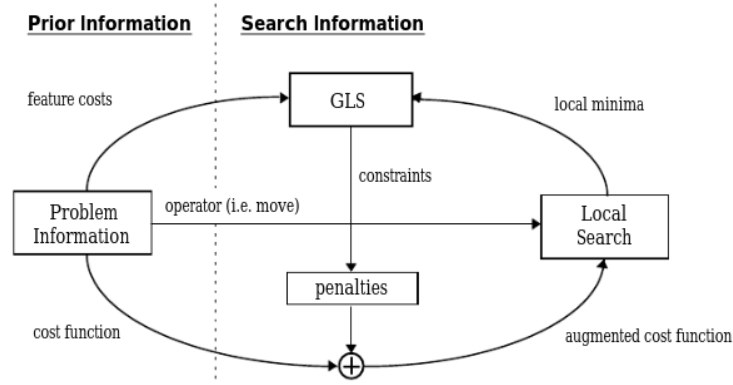 Prior Information
Search Information
feature costs
GLS
local minima
constraints
operator (i.e. move)
Problem
Information
Local
Search
penalties
cost function
augmented cost function
+